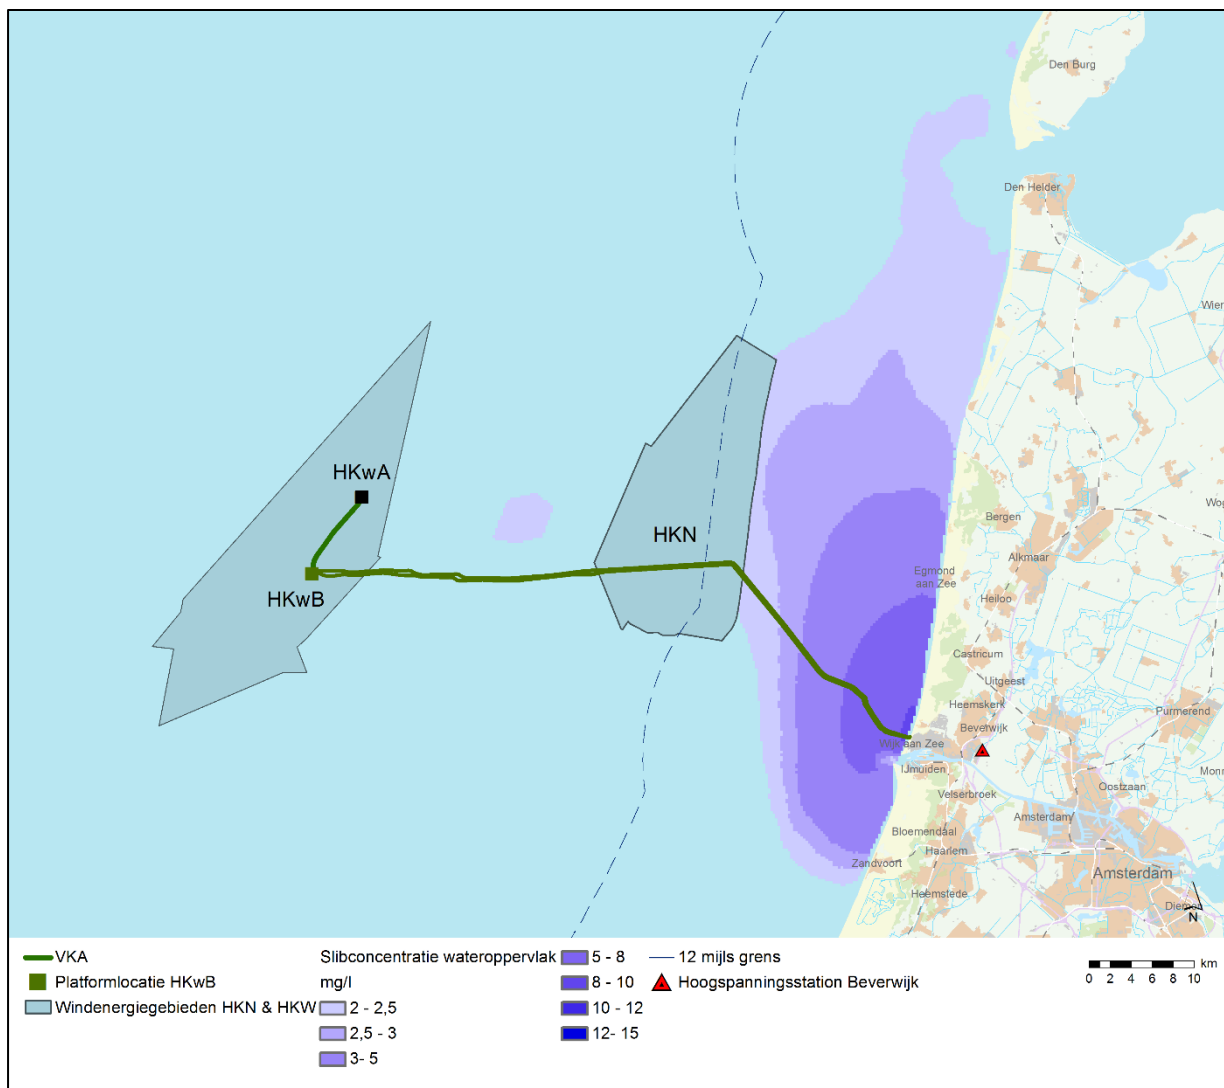 Den Burg
Den Helder
Wier
HKwA
Wog
Bergen
HKN
Alkmaar
Egmond
aan Zee
HKwB
Heiloo
Castricum
Uitgeest
Heemskerk
Purmerend
Beverwijk
Wijk aan Zee
IJmuiden
Monn
Velserbroek
Oostzaan
Amsterdam
Bloemendaal
Haarlem
Zandvoort
Amsterdam
Heemstede
Diemen
N
VKA
Platformlocatie HKwB
Windenergiegebieden HKN & HKW
Slibconcentratie wateroppervlak
mg/l
2 - 2,5
2,5 - 3
3- 5
5 - 8
8 - 10
10 - 12
12- 15
12 mijls grens
Hoogspanningsstation Beverwijk
km
0 2 4 6 8 10